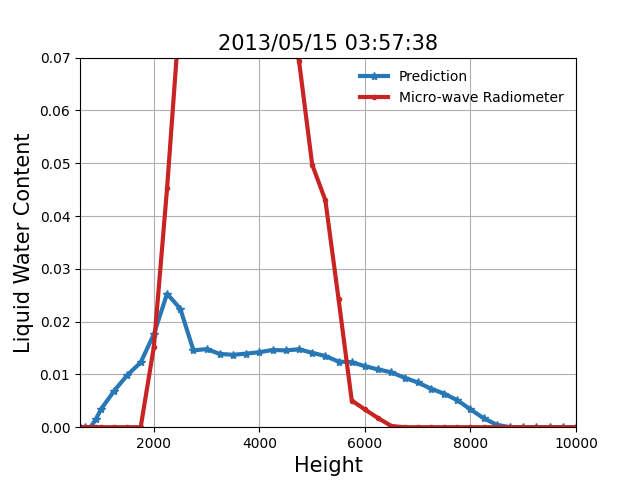 2013/05/15 03:57:38
0.07
0.06
0.05
0.04
0.03
0.02
0.01
0.00
Liquid Water Content
Prediction
Micro-wave Radiometer
2000 4000 6000 8000 10000
Height